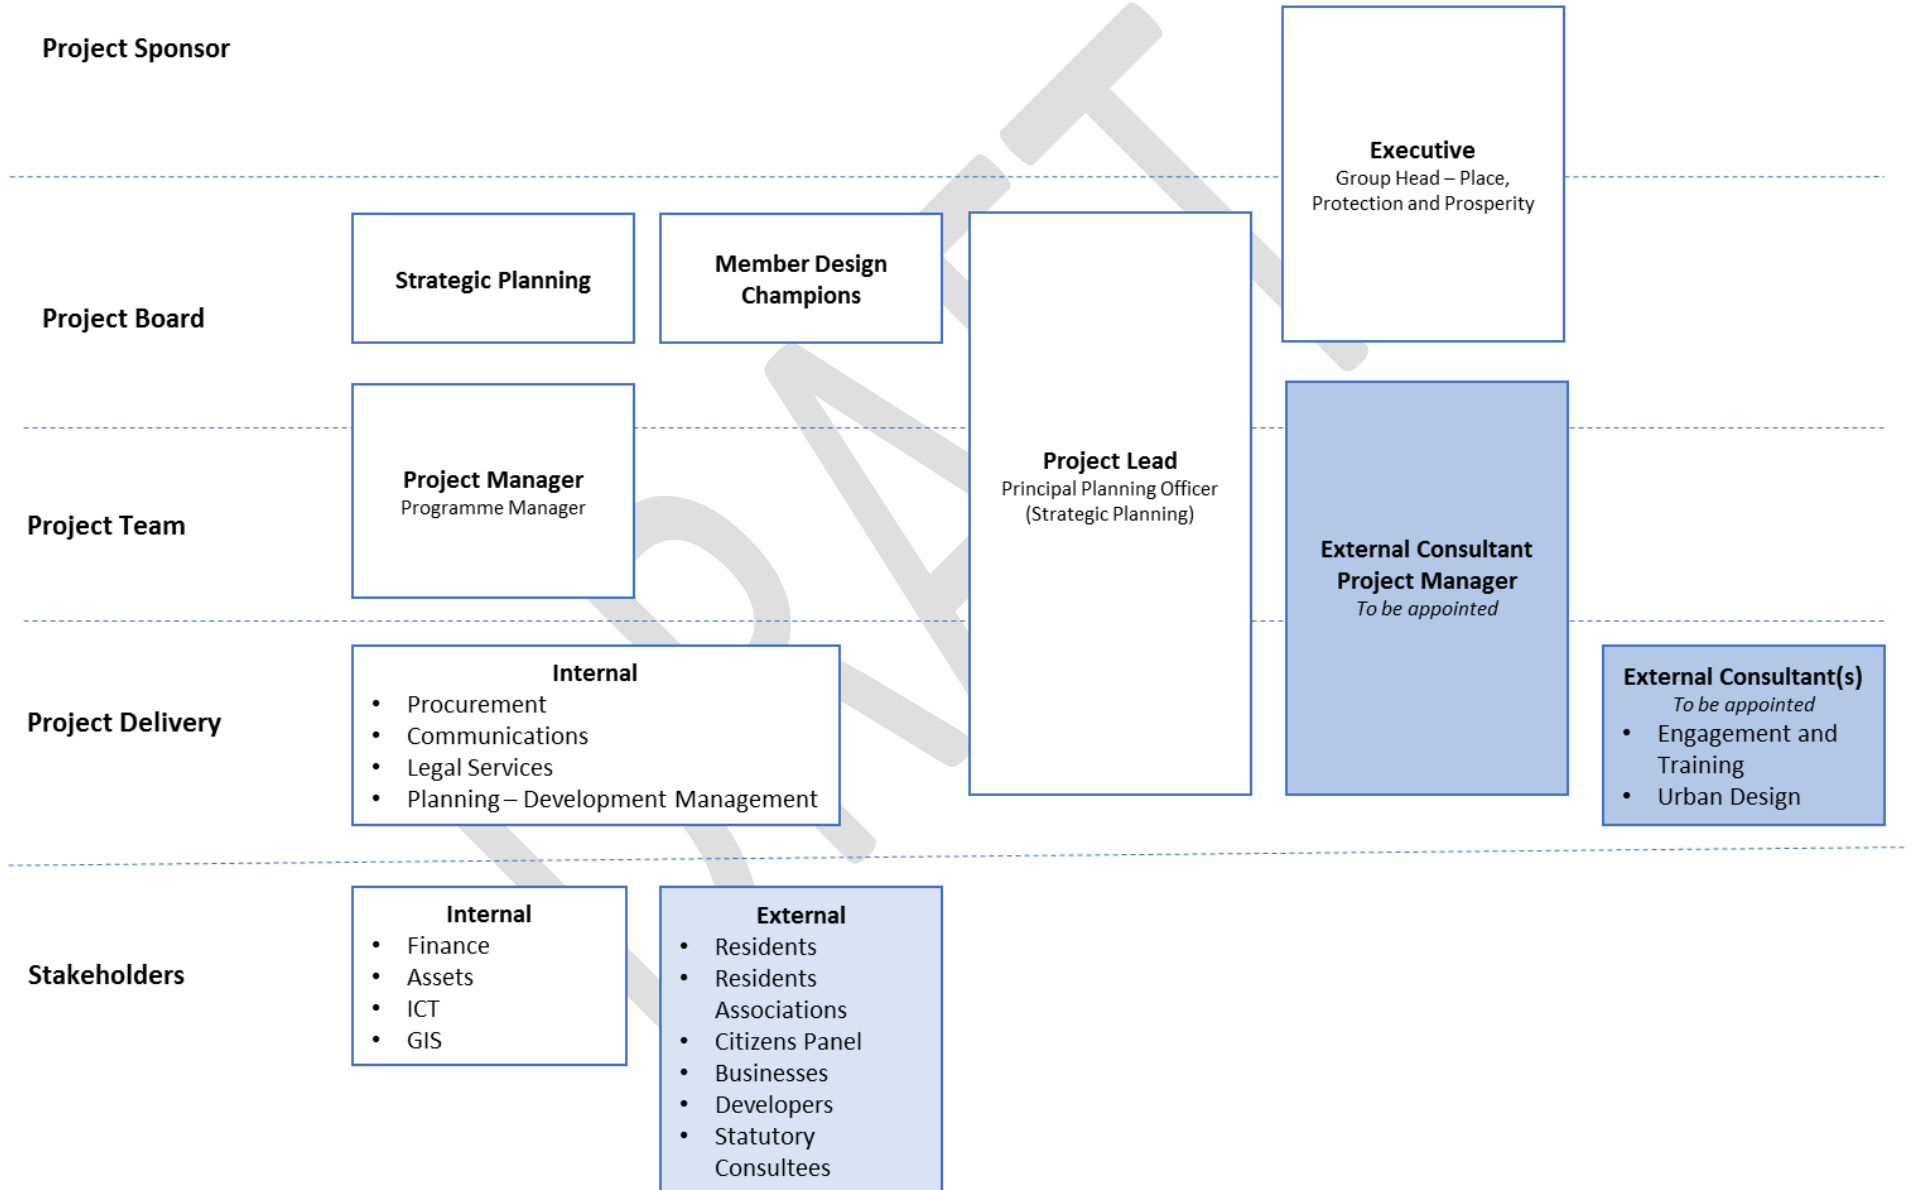 Project Sponsor
Executive
Group Head – Place,
Protection and Prosperity
Project Board
Strategic Planning
Member Design
Champions
Project Team
Project Manager
Programme Manager
Project Lead
Principal Planning Officer
(Strategic Planning)
External Consultant
Project Manager
To be appointed
Project Delivery
Internal
• Procurement
• Communications
• Legal Services
• Planning – Development Management
External Consultant(s)
To be appointed
• Engagement and
Training
• Urban Design
Stakeholders
Internal
• Finance
• Assets
• ICT
• GIS
External
• Residents
• Residents
Associations
• Citizens Panel
• Businesses
• Developers
• Statutory
Consultees
DRAFT